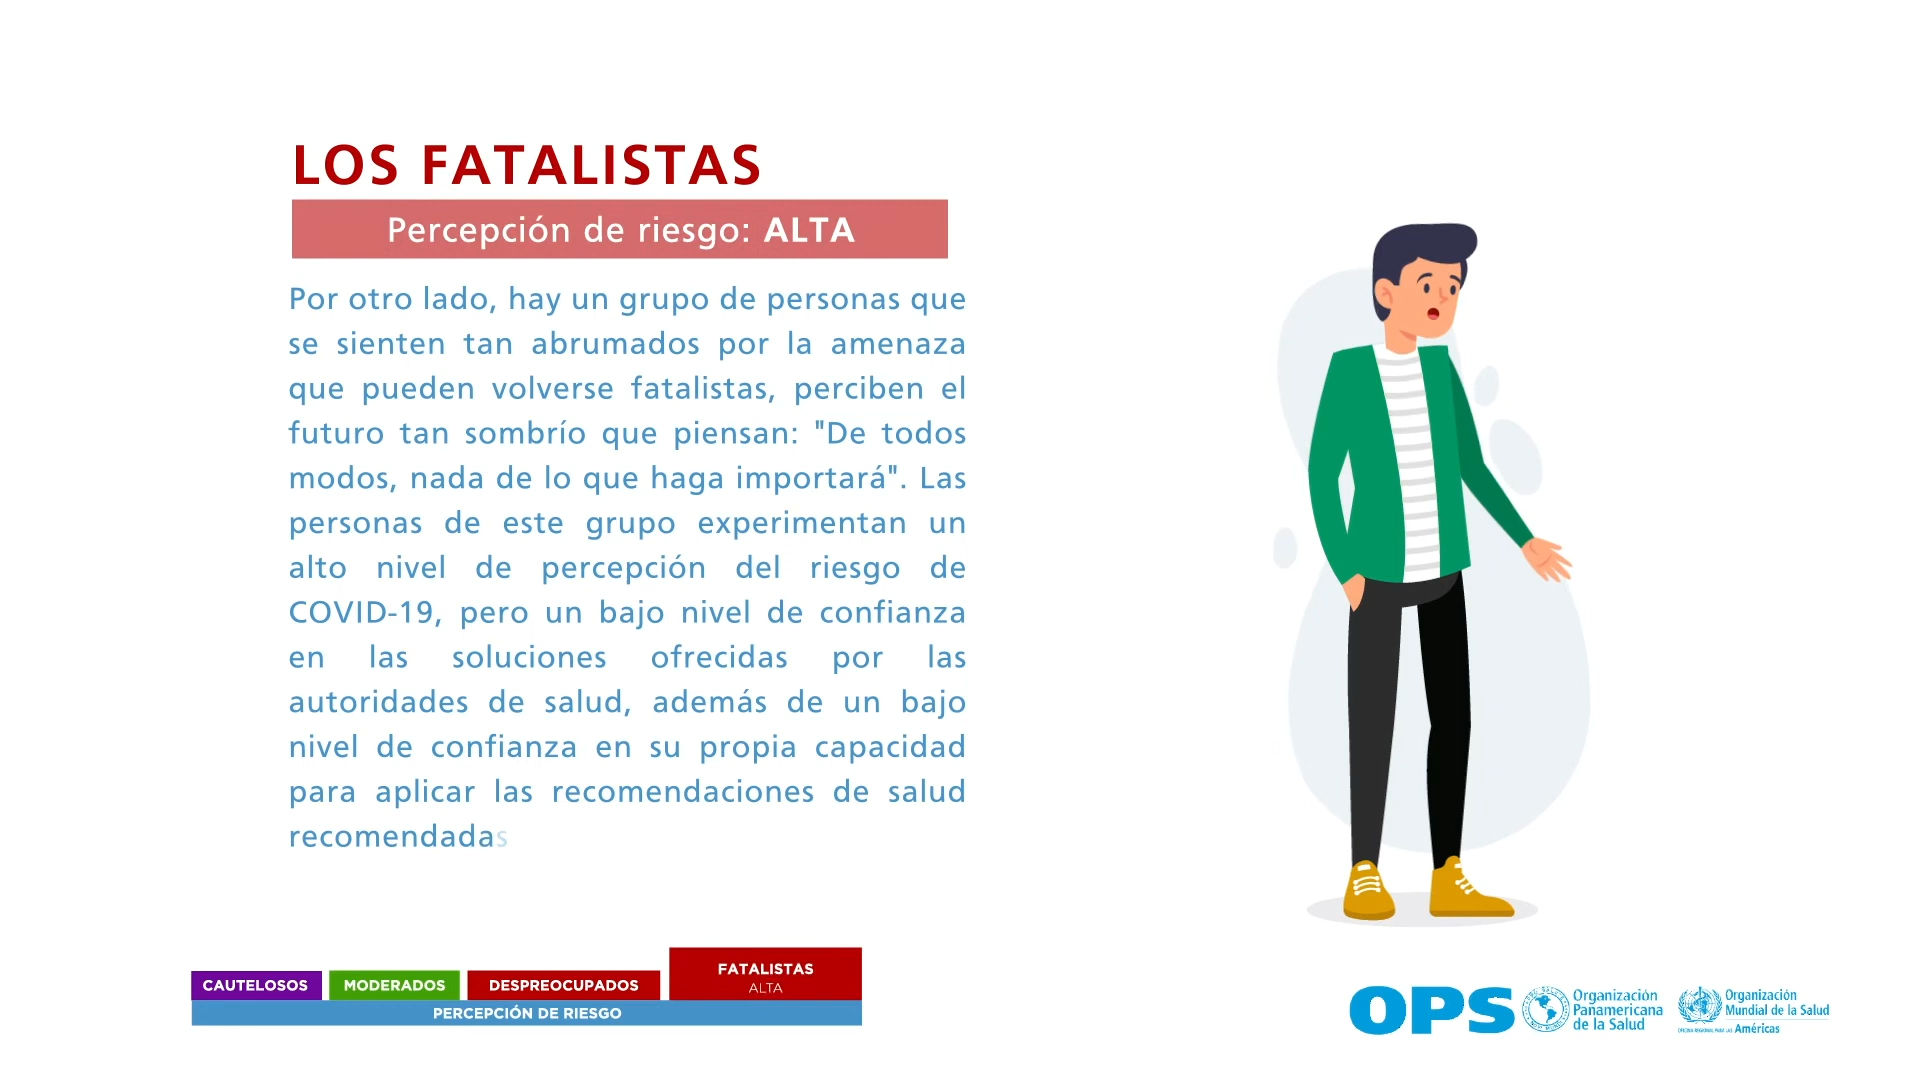 LOS FATALISTAS
Percepción de riesgo: ALTA
Por otro lado, hay un grupo de personas que
se sienten tan abrumados por la amenaza
que pueden volverse fatalistas, perciben el
futuro tan sombrío que piensan: "De todos
modos, nada de lo que haga importará". Las
personas de este grupo experimentan un
alto nivel de percepción del riesgo de
COVID-19, pero un bajo nivel de confianza
en las soluciones ofrecidas por las
autoridades de salud, además de un bajo
nivel de confianza en su propia capacidad
para aplicar las recomendaciones de salud
recomendadas
CAUTELOSOS
MODERADOS
DESPREOCUPADOS
FATALISTAS
ALTA
PERCEPCIÓN DE RIESGO
OPS
Organización
Panamericana
de la Salud
Organización
Mundial de la Salud
OFICINA REGIONAL PARA LAS Américas